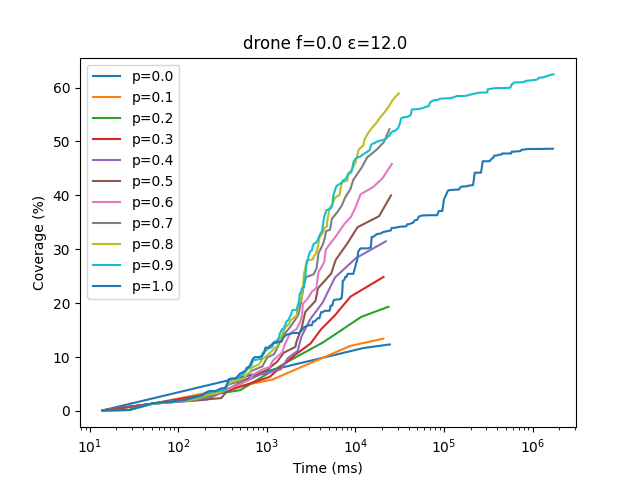 drone f=0.0 ε=12.0
Coverage (%)
60
50
40
30
20
10
0
p=0.0
p=0.1
p=0.2
p=0.3
p=0.4
p=0.5
p=0.6
p=0.7
p=0.8
p=0.9
p=1.0
10¹ 10² 10³ 10⁴ 10⁵ 10⁶
Time (ms)